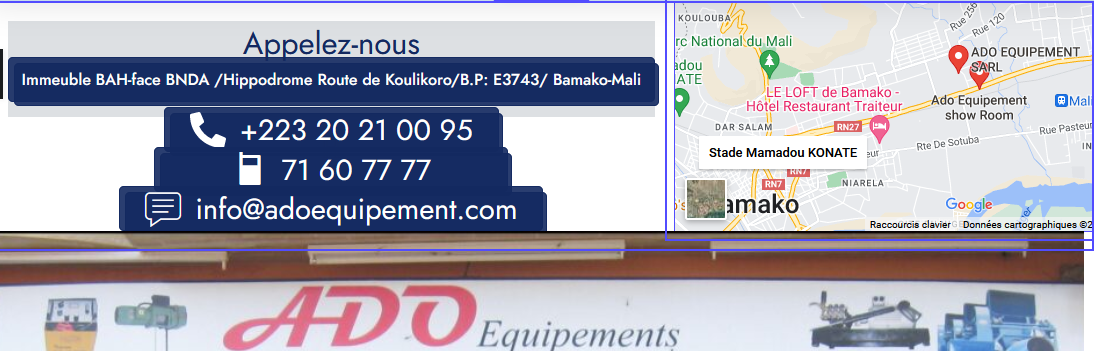 Appelez-nous
Immeuble BAH-face BNDA /Hippodrome Route de Koulikoro/B.P: E3743/ Bamako-Mali
+223 20 21 00 95
71 60 77 77
info@adoequipement.com
KOULOUBA
Rue 256
Rue 120
rc National du Mali
adou
ATE
ADO EQUIPEMENT
SARL
LE LOFT de Bamako -
Hôtel Restaurant Traiteur
Ado Equipement
show Room
Mali
DAR SALAM
RN27
Rue Pasteur
Rte De Sotuba
Stade Mamadou KONATE
eur
RN7
RN7
NIARELA
amako
Google
Raccourcis clavier
Données cartographiques ©2
ADO Equipements